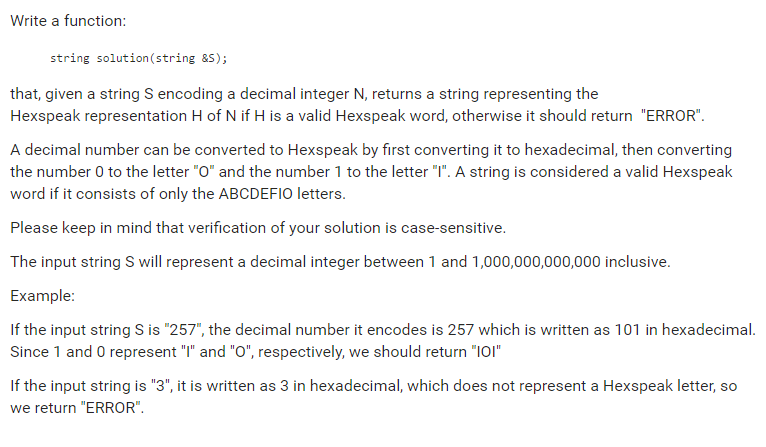 Write a function:
string solution(string &S);
that, given a string S encoding a decimal integer N, returns a string representing the
Hexspeak representation H of N if H is a valid Hexspeak word, otherwise it should return "ERROR".
A decimal number can be converted to Hexspeak by first converting it to hexadecimal, then converting
the number 0 to the letter "O" and the number 1 to the letter "I". A string is considered a valid Hexspeak
word if it consists of only the ABCDEFIO letters.
Please keep in mind that verification of your solution is case-sensitive.
The input string S will represent a decimal integer between 1 and 1,000,000,000,000 inclusive.
Example:
If the input string S is "257", the decimal number it encodes is 257 which is written as 101 in hexadecimal.
Since 1 and 0 represent "I" and "O", respectively, we should return "IOI"
If the input string is "3", it is written as 3 in hexadecimal, which does not represent a Hexspeak letter, so
we return "ERROR".